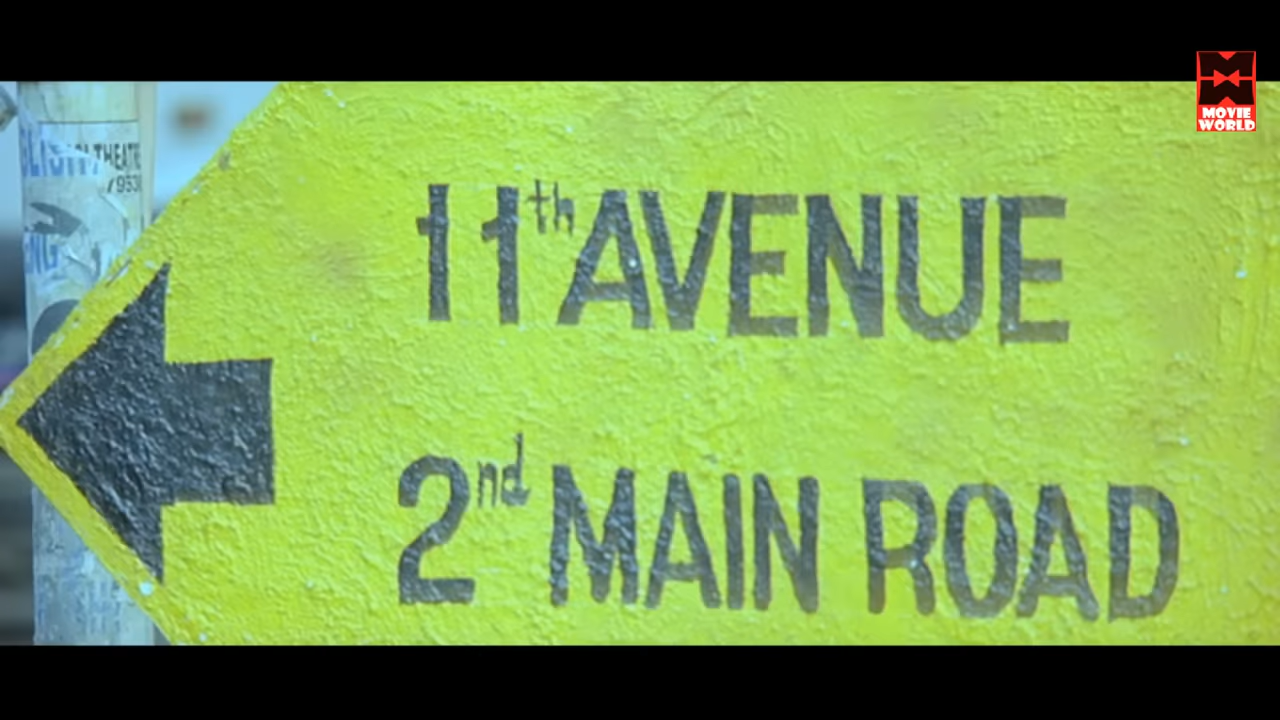 11th AVENUE
2nd MAIN ROAD
THEATRE
MOVIE
WORLD